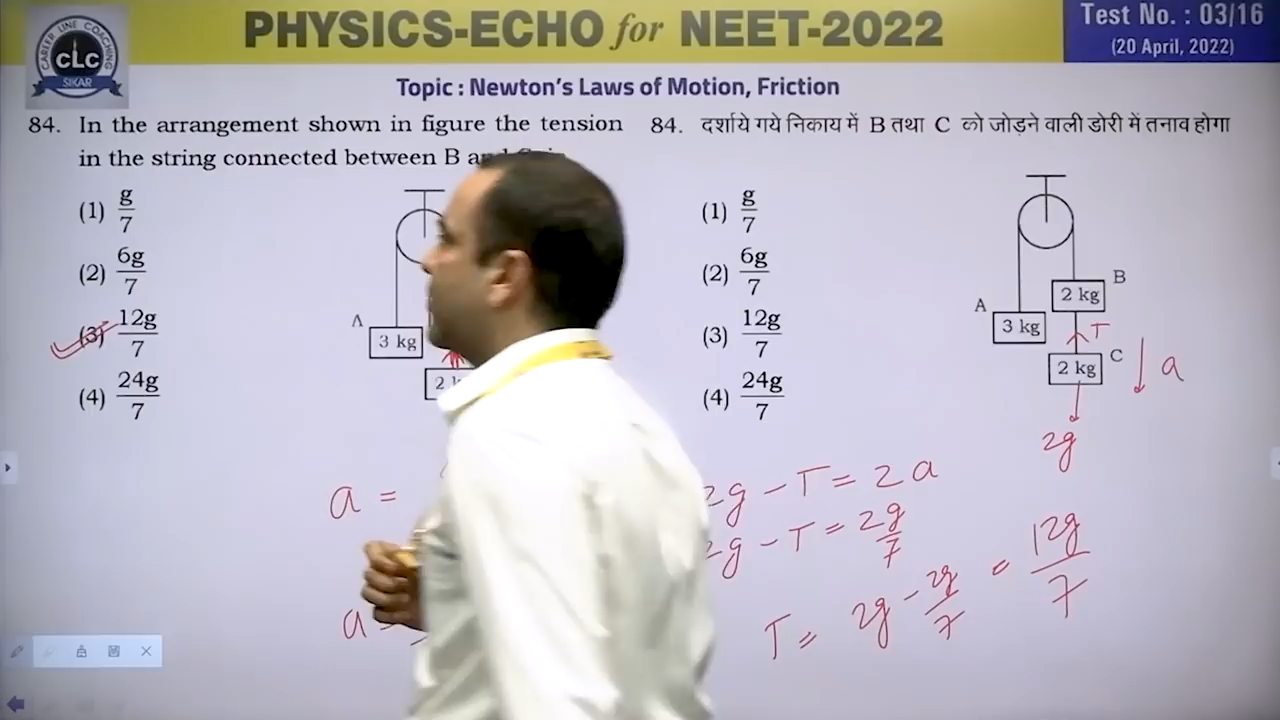 CAREER LINE COACHING
CLC
SIKAR
PHYSICS-ECHO for NEET-2022
Test No. : 03/16
(20 April, 2022)
Topic : Newton's Laws of Motion, Friction
84. In the arrangement shown in figure the tension
in the string connected between B
(1) g/7
(2) 6g/7
(3) 12g/7
(4) 24g/7
A
3 kg
2
a =
a =
84. दर्शाये गये निकाय में B तथा C को जोड़ने वाली डोरी में तनाव होगा
(1) g/7
(2) 6g/7
(3) 12g/7
(4) 24g/7
B
2 kg
A
3 kg
T
C
2 kg
a
2g
2g - T = 2a
2g - T = 2g/7
T = 2g - 2g/7 = 12g/7